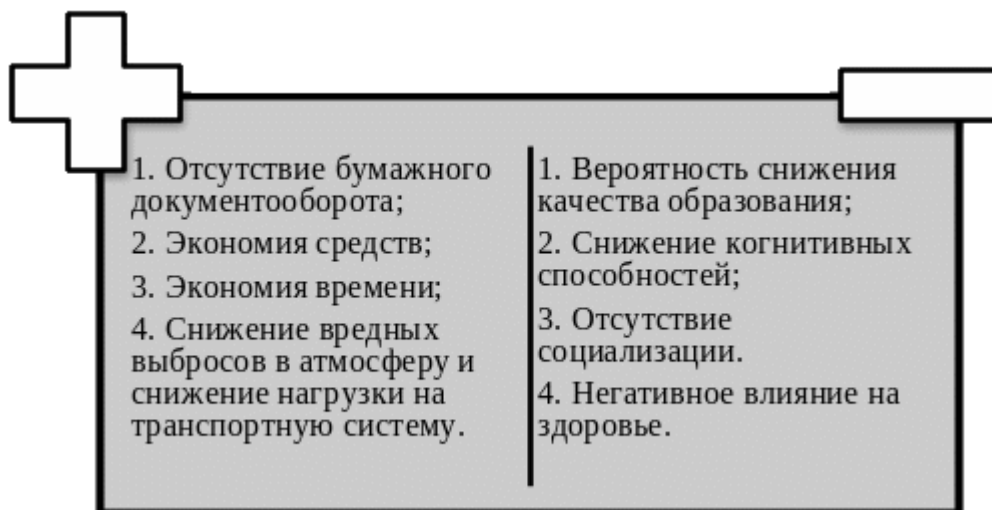 1. Отсутствие бумажного
документооборота;
2. Экономия средств;
3. Экономия времени;
4. Снижение вредных
выбросов в атмосферу и
снижение нагрузки на
транспортную систему.
1. Вероятность снижения
качества образования;
2. Снижение когнитивных
способностей;
3. Отсутствие
социализации.
4. Негативное влияние на
здоровье.